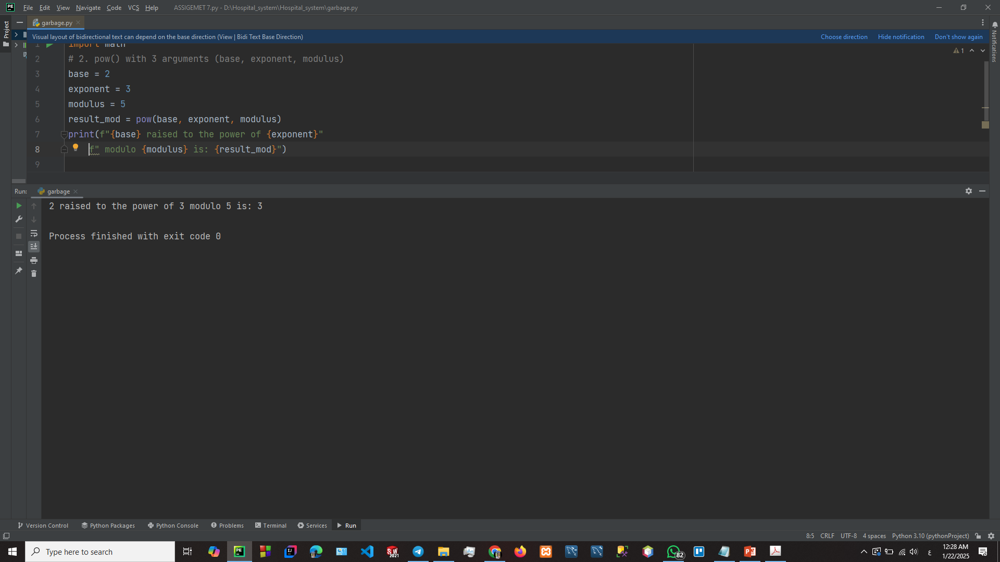 File Edit View Navigate Code VCS Help ASSIGEMET 7.py - D:\Hospital_system\Hospital_system\garbage.py
Project
garbage.py
Notifications
Visual layout of bidirectional text can depend on the base direction (View | Bidi Text Base Direction) Choose direction Hide notification Don't show again
1 import math
1
2 # 2. pow() with 3 arguments (base, exponent, modulus)
3 base = 2
4 exponent = 3
5 modulus = 5
6 result_mod = pow(base, exponent, modulus)
7 print(f"{base} raised to the power of {exponent}"
8 f" modulo {modulus} is: {result_mod}")
9
Run: garbage
2 raised to the power of 3 modulo 5 is: 3
Process finished with exit code 0
Version Control Python Packages Python Console Problems Terminal Services Run
8:5 CRLF UTF-8 4 spaces Python 3.10 (pythonProject)
Type here to search
PE
SW 2021
82
ع
12:28 AM
1/22/2025